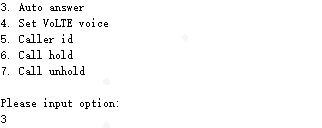 3. Auto answer
4. Set VoLTE voice
5. Caller id
6. Call hold
7. Call unhold
Please input option:
3